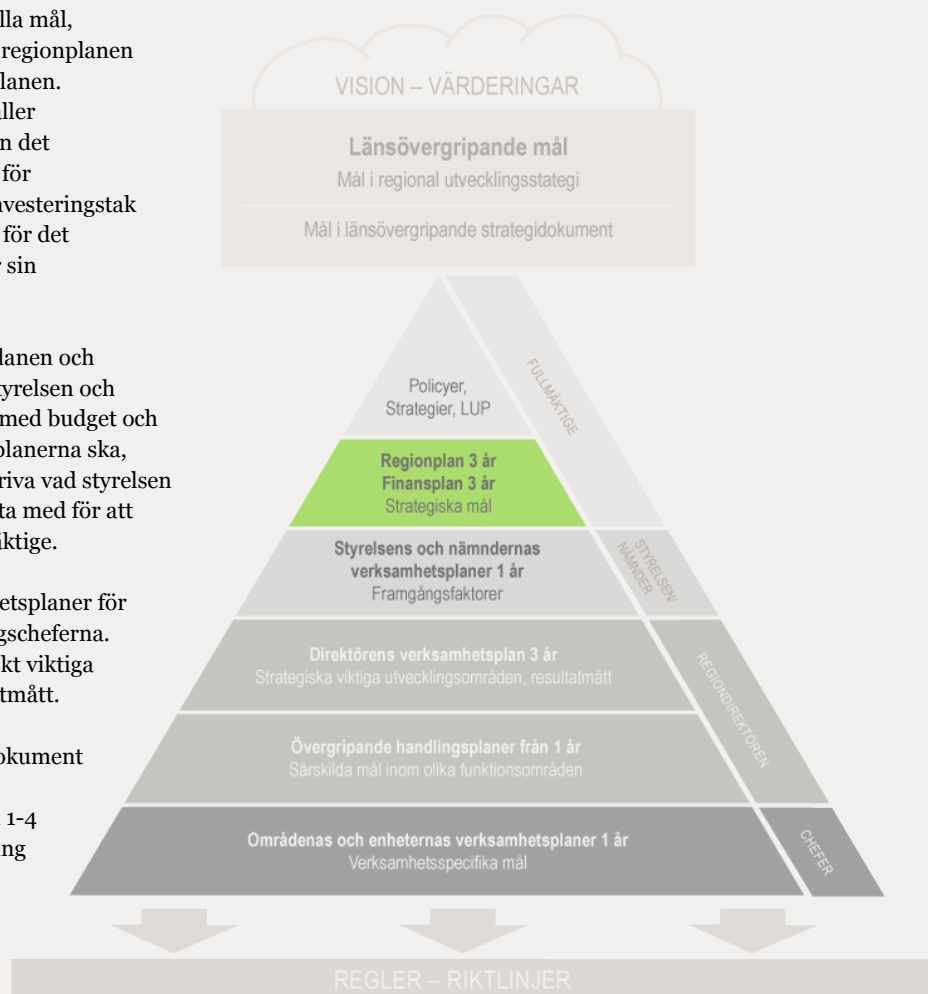 lla mål,
regionplanen
lanen.
ller
n det
för
nvesteringstak
för det
r sin
lanen och
tyrelsen och
med budget och
planerna ska,
riva vad styrelsen
ta med för att
äktige.
etsplaner för
gscheferna.
kt viktiga
tmått.
okument
1-4
ng
VISION – VÄRDERINGAR
Länsövergripande mål
Mål i regional utvecklingsstategi
Mål i länsövergripande strategidokument
Policyer,
Strategier, LUP
FULLMÄKTIGE
Regionplan 3 år
Finansplan 3 år
Strategiska mål
Styrelsens och nämndernas
verksamhetsplaner 1 år
Framgångsfaktorer
STYRELSEN/
NÄMNDER
Direktörens verksamhetsplan 3 år
Strategiska viktiga utvecklingsområden, resultatmått
REGIONDIREKTÖREN
Övergripande handlingsplaner från 1 år
Särskilda mål inom olika funktionsområden
Områdenas och enheternas verksamhetsplaner 1 år
Verksamhetsspecifika mål
CHEFER
REGLER – RIKTLINJER